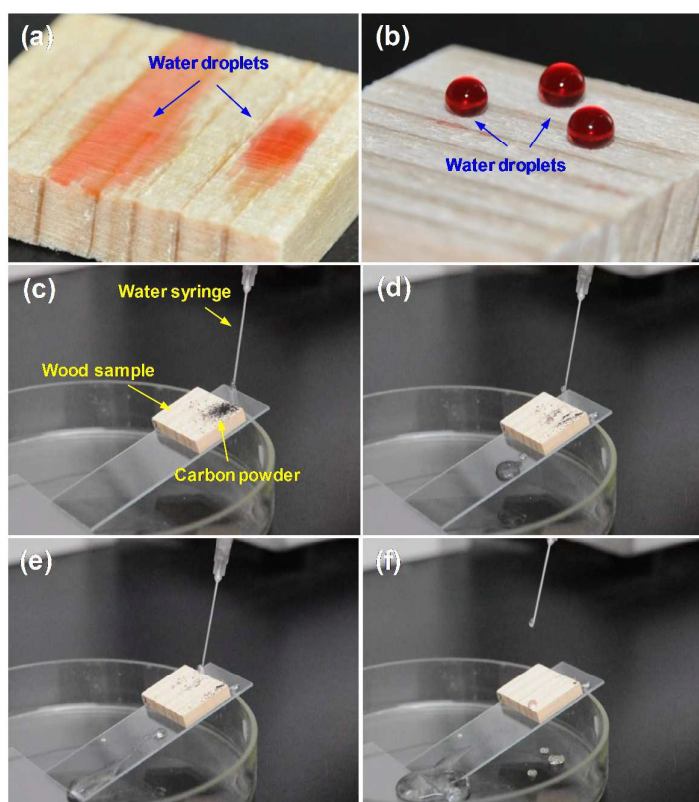 (a)
Water droplets
(b)
Water droplets
(c)
Water syringe
Wood sample
Carbon powder
(d)
(e)
(f)